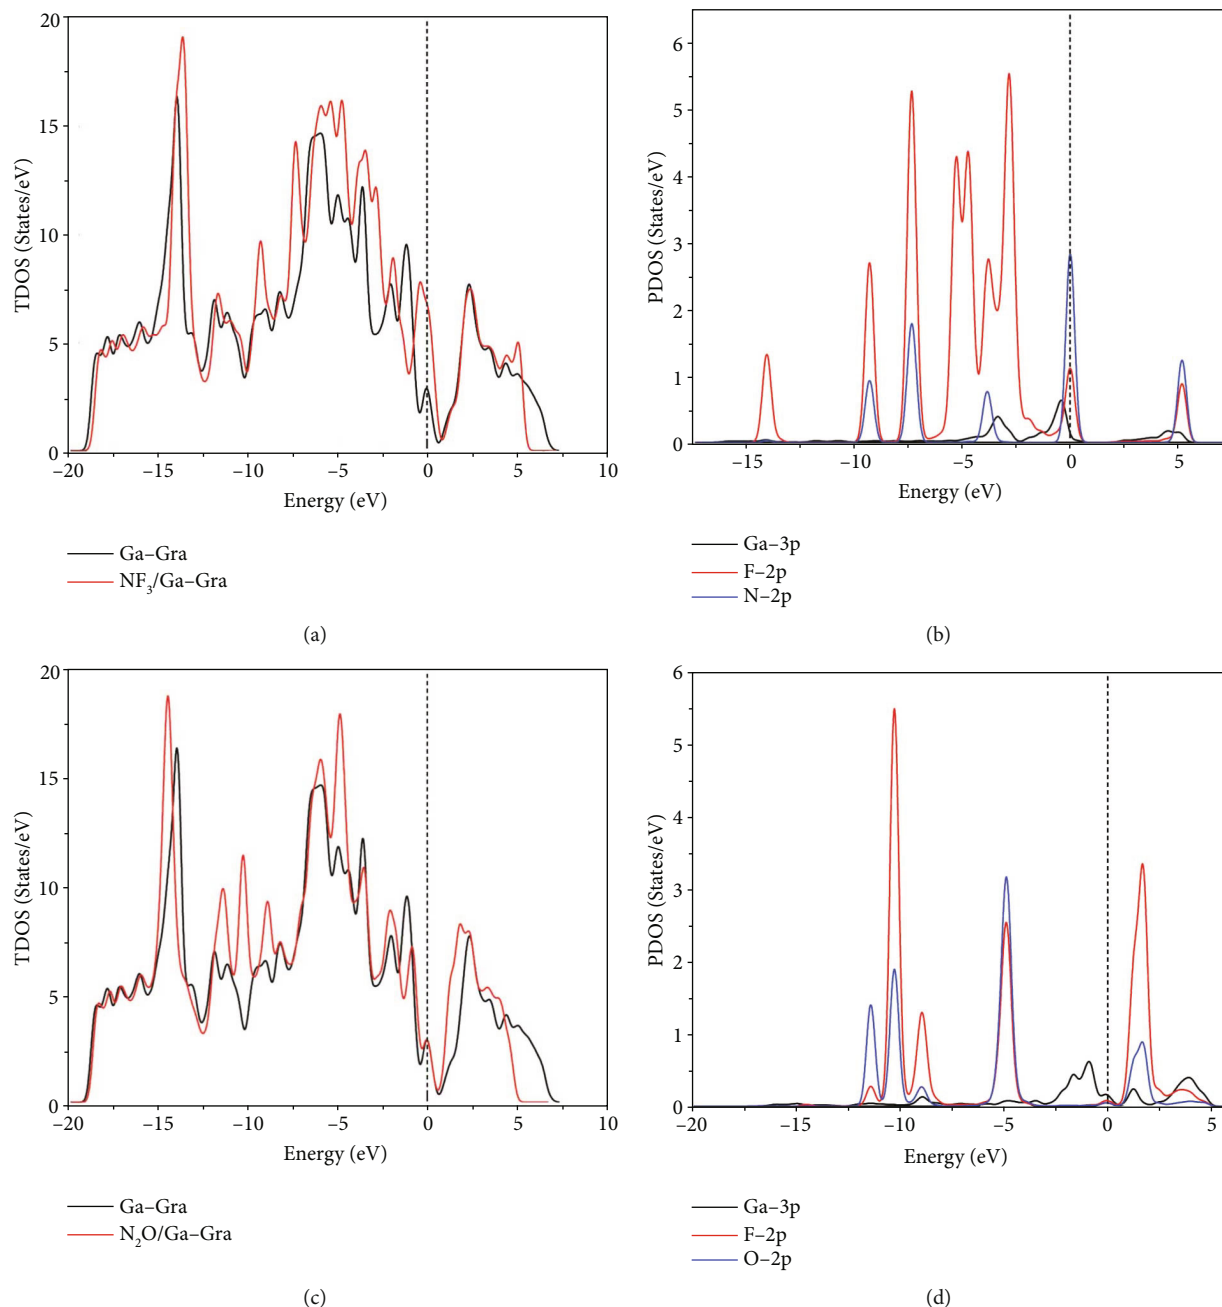 20
15
10
5
0
TDOS (States/eV)
−20
−15
−10
−5
0
5
10
Energy (eV)
Ga–Gra
NF3/Ga–Gra
(a)
6
5
4
3
2
1
0
PDOS (States/eV)
−15
−10
−5
0
5
Energy (eV)
Ga–3p
F–2p
N–2p
(b)
20
15
10
5
0
TDOS (States/eV)
−20
−15
−10
−5
0
5
10
Energy (eV)
Ga–Gra
N2O/Ga–Gra
(c)
6
5
4
3
2
1
0
PDOS (States/eV)
−20
−15
−10
−5
0
5
Energy (eV)
Ga–3p
F–2p
O–2p
(d)